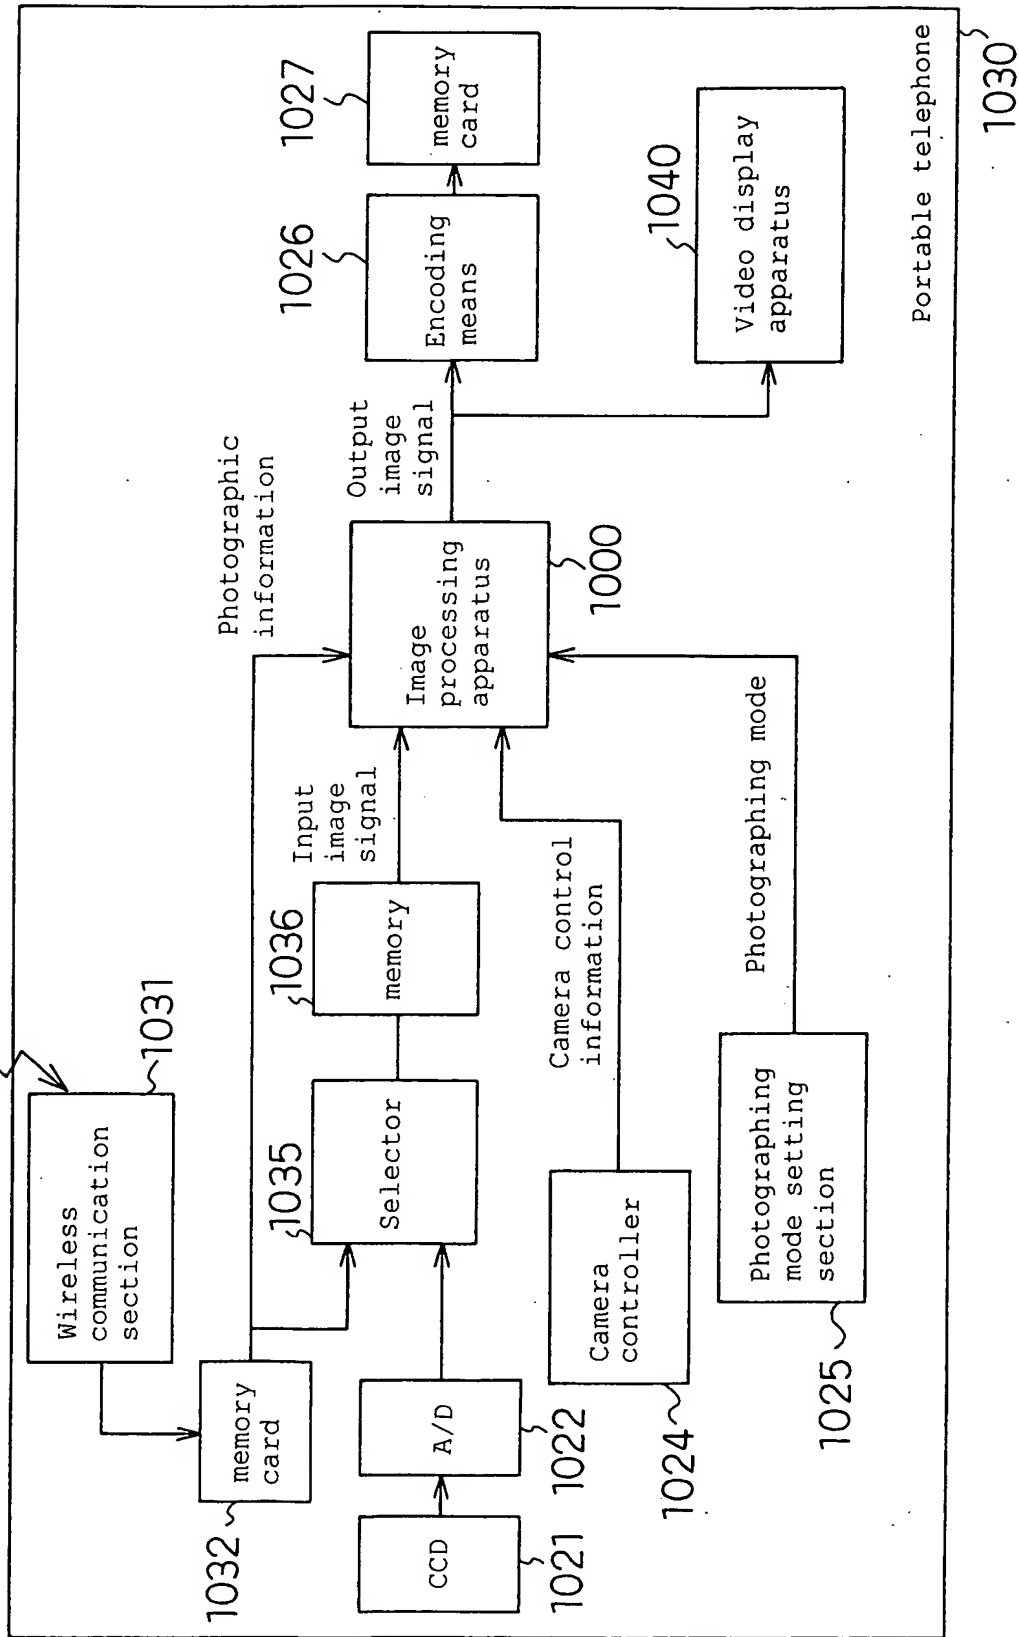 1031
Wireless
communication
section
1032
memory
card
Photographic
information
CCD
1021
A/D
1022
1035
Selector
1036
memory
Input
image
signal
Image
processing
apparatus
1000
Output
image
signal
1026
Encoding
means
1027
memory
card
Camera
controller
1024
Camera control
information
Photographing
mode setting
section
1025
Photographing mode
1040
Video display
apparatus
Portable telephone
1030